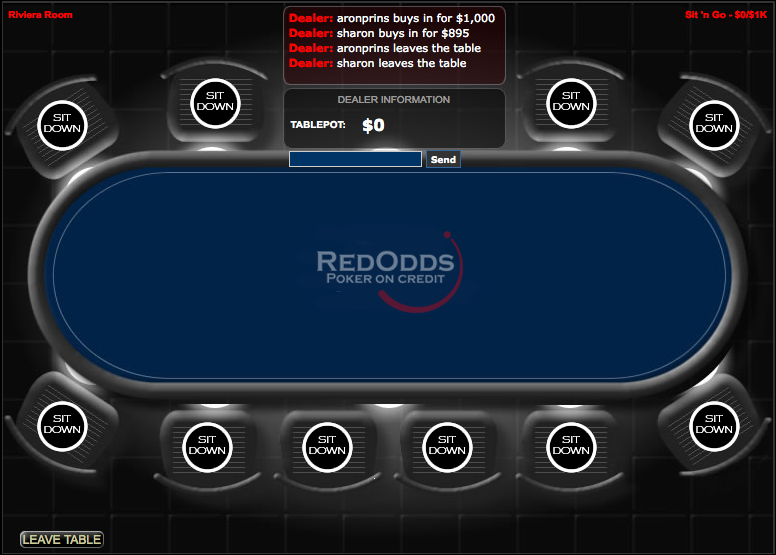 Riviera Room
Sit 'n Go - $0/$1K
Dealer: aronprins buys in for $1,000
Dealer: sharon buys in for $895
Dealer: aronprins leaves the table
Dealer: sharon leaves the table
DEALER INFORMATION
TABLEPOT: $0
Send
SIT
DOWN
SIT
DOWN
SIT
DOWN
SIT
DOWN
REDODDS
POKER ON CREDIT
SIT
DOWN
SIT
DOWN
SIT
DOWN
SIT
DOWN
SIT
DOWN
SIT
DOWN
LEAVE TABLE